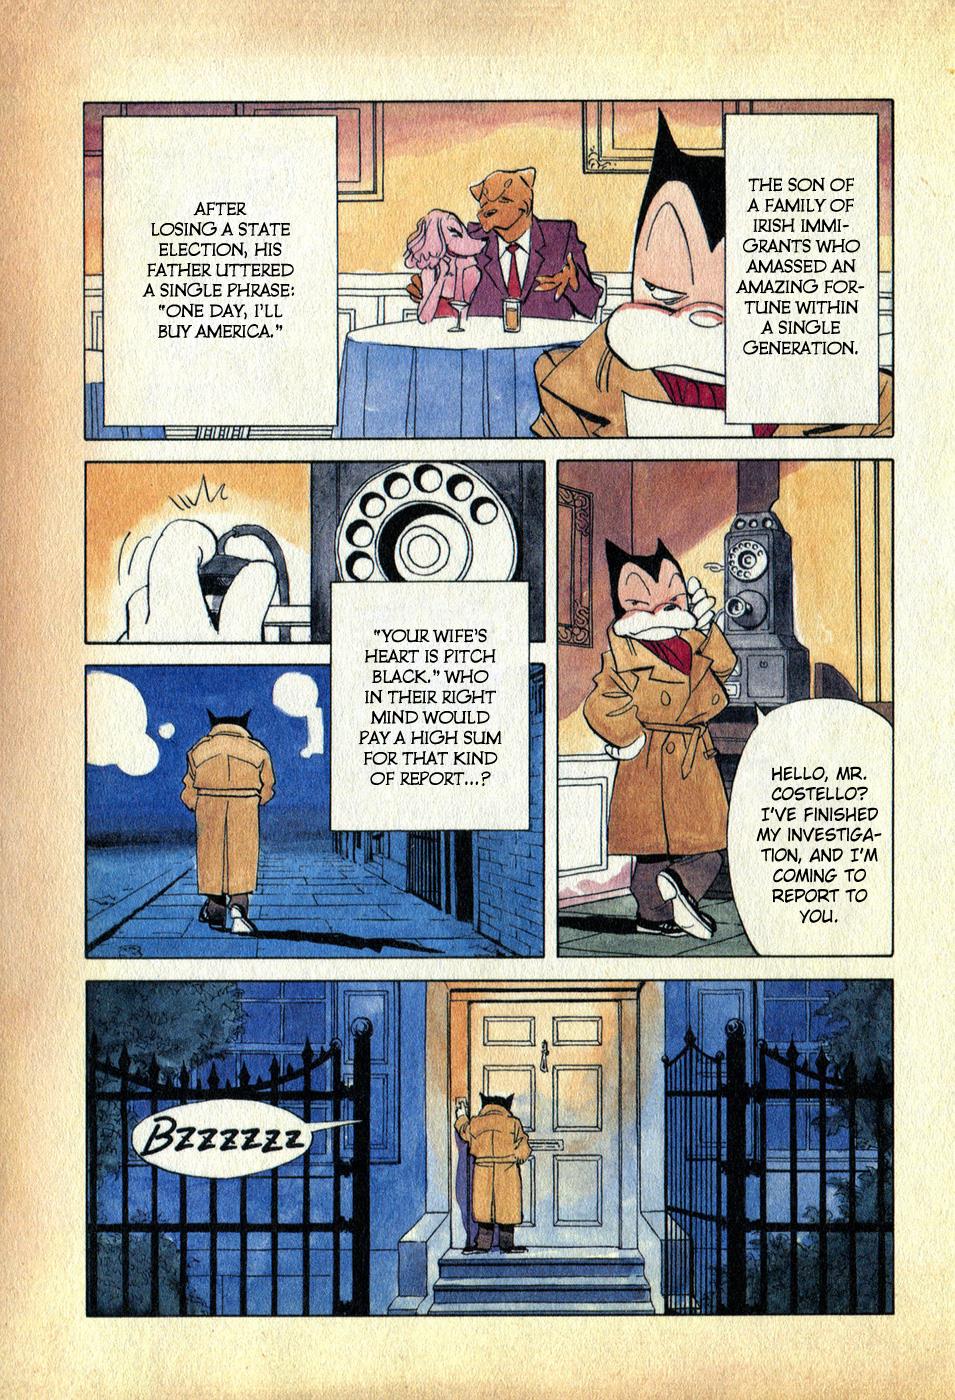 THE SON OF
A FAMILY OF
IRISH IMMI-
GRANTS WHO
AMASSED AN
AMAZING FOR-
TUNE WITHIN
A SINGLE
GENERATION.
AFTER
LOSING A STATE
ELECTION, HIS
FATHER UTTERED
A SINGLE PHRASE:
"ONE DAY, I'LL
BUY AMERICA."
HELLO, MR.
COSTELLO?
I'VE FINISHED
MY INVESTIGA-
TION, AND I'M
COMING TO
REPORT TO
YOU.
"YOUR WIFE'S
HEART IS PITCH
BLACK." WHO
IN THEIR RIGHT
MIND WOULD
PAY A HIGH SUM
FOR THAT KIND
OF REPORT...?
BZZZZZZ